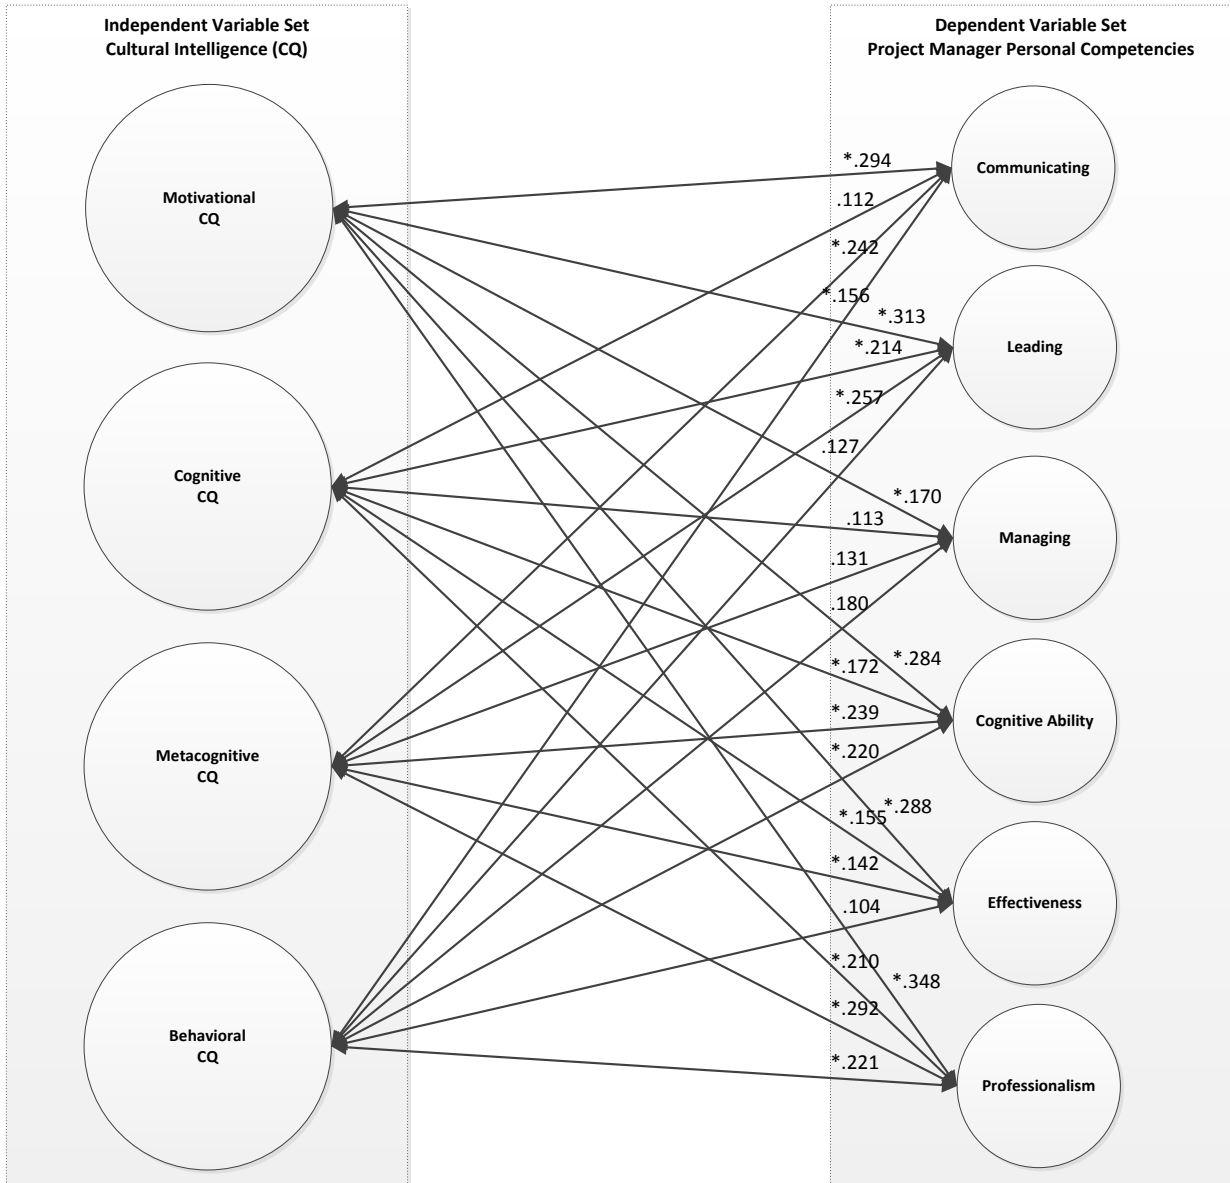 Independent Variable Set
Cultural Intelligence (CQ)
Motivational
CQ
Cognitive
CQ
Metacognitive
CQ
Behavioral
CQ
*.294
.112
*.242
*.156
*.313
*.214
*.257
.127
*.170
.113
.131
.180
*.284
*.172
*.239
*.220
*.288
*.155
*.142
.104
*.210
*.348
*.292
*.221
Dependent Variable Set
Project Manager Personal Competencies
Communicating
Leading
Managing
Cognitive Ability
Effectiveness
Professionalism